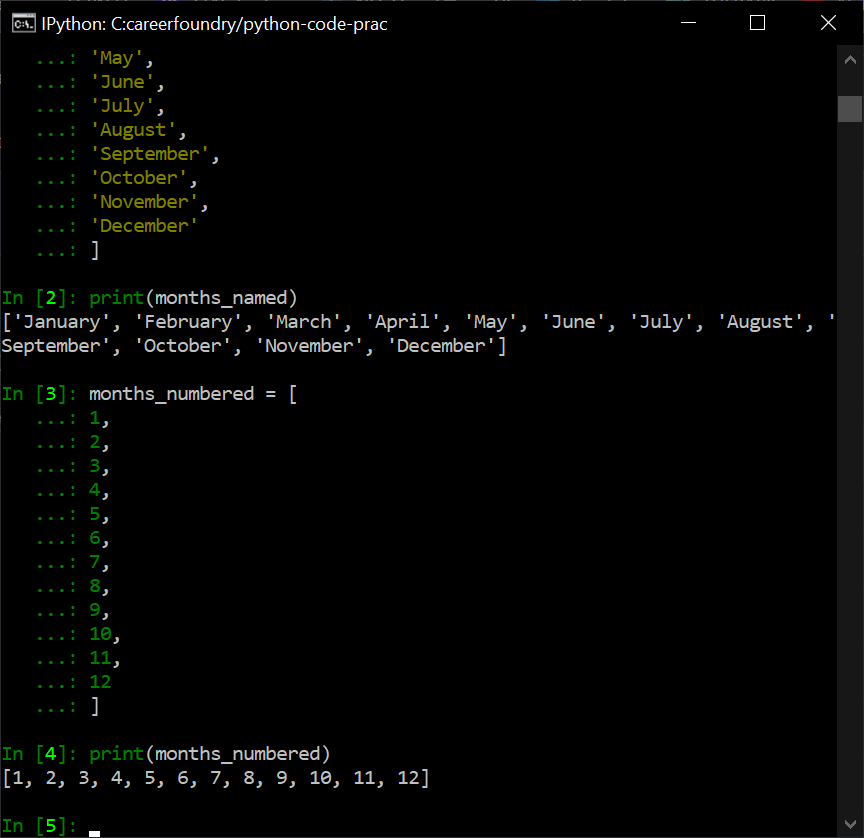 IPython: C:careerfoundry/python-code-prac
...: 'May',
...: 'June',
...: 'July',
...: 'August',
...: 'September',
...: 'October',
...: 'November',
...: 'December'
...: ]
In [2]: print(months_named)
['January', 'February', 'March', 'April', 'May', 'June', 'July', 'August', '
September', 'October', 'November', 'December']
In [3]: months_numbered = [
...: 1,
...: 2,
...: 3,
...: 4,
...: 5,
...: 6,
...: 7,
...: 8,
...: 9,
...: 10,
...: 11,
...: 12
...: ]
In [4]: print(months_numbered)
[1, 2, 3, 4, 5, 6, 7, 8, 9, 10, 11, 12]
In [5]: